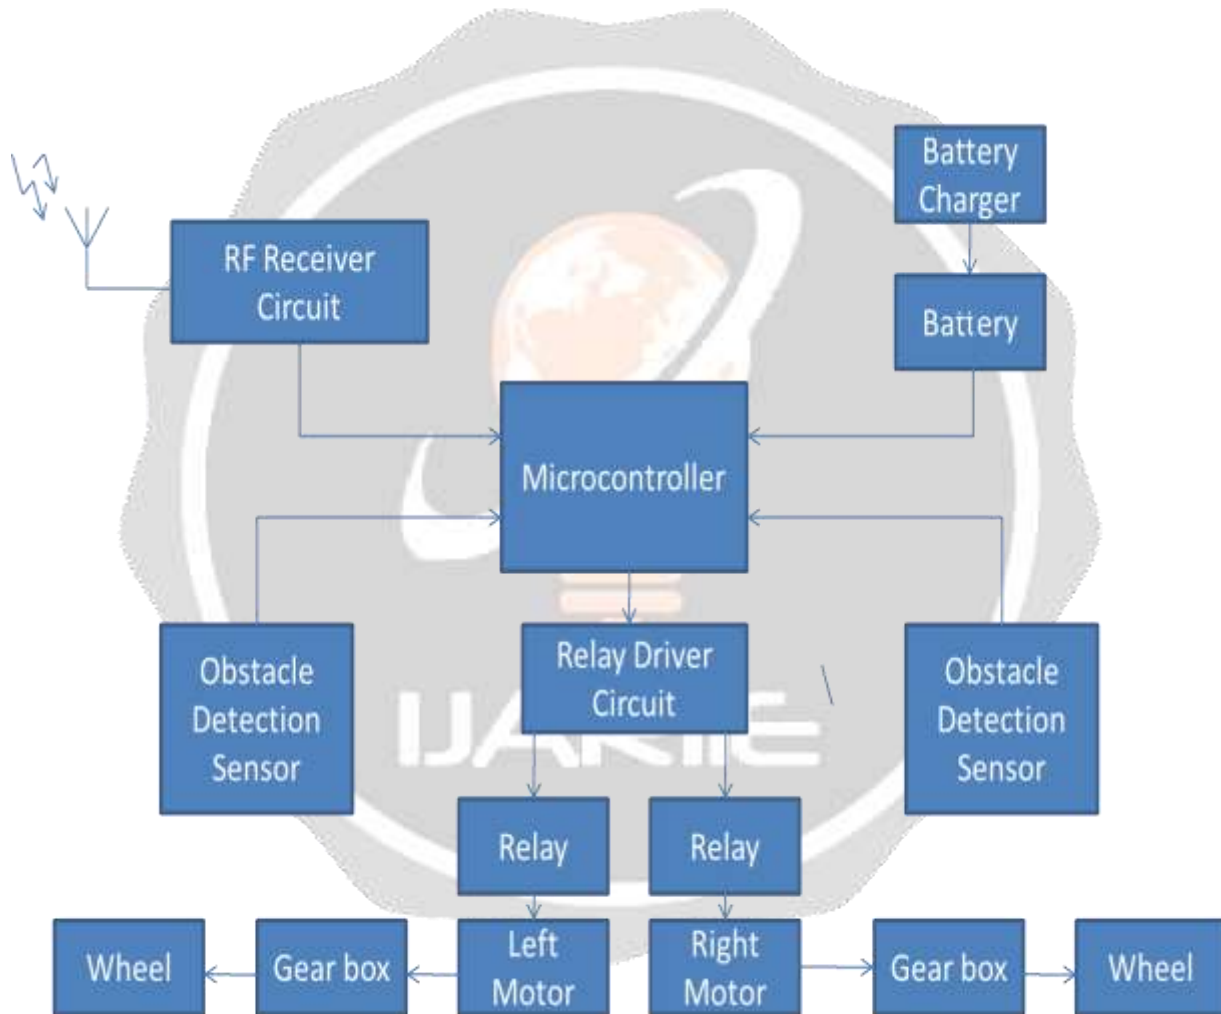 Battery
Charger
RF Receiver
Circuit
Battery
Microcontroller
Obstacle
Detection
Sensor
Relay Driver
Circuit
Obstacle
Detection
Sensor
IJARIIE
Relay
Relay
Wheel
Gear box
Left
Motor
Right
Motor
Gear box
Wheel